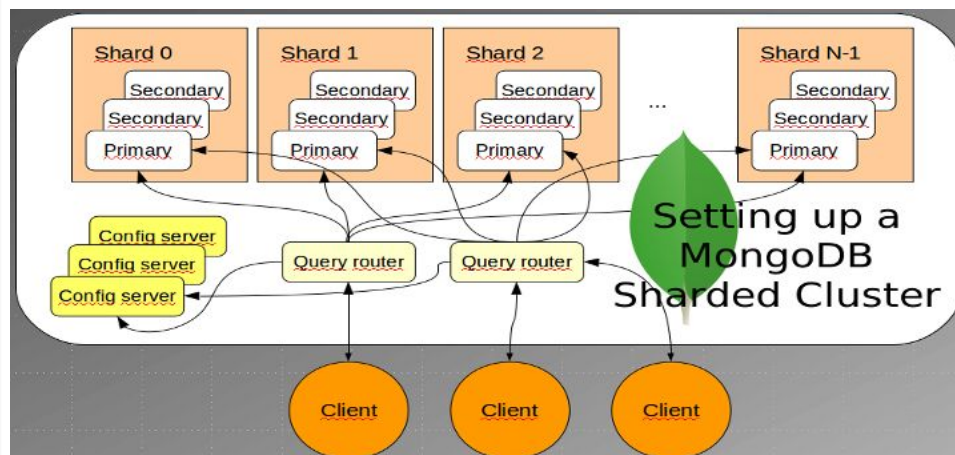 Shard 0
Shard 1
Shard 2
Shard N-1
Secondary
Secondary
Secondary
Secondary
Secondary
Secondary
Secondary
...
Secondary
Primary
Primary
Primary
Primary
Config server
Config server
Config server
Query router
Query router
Setting up a
MongoDB
Sharded Cluster
Client
Client
Client